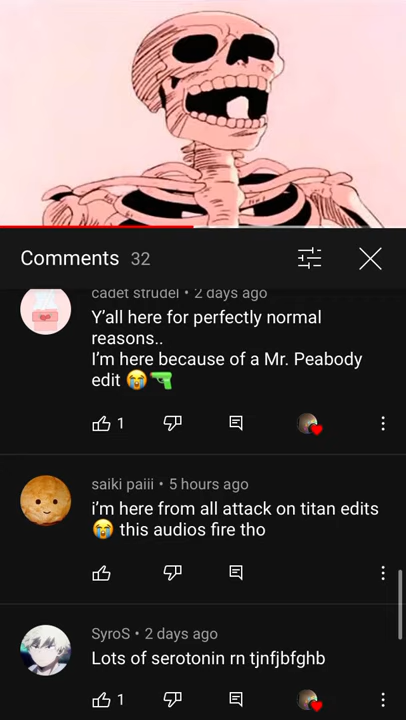 Comments 32
cadet strudel • 2 days ago
Y'all here for perfectly normal
reasons..
I'm here because of a Mr. Peabody
edit 😭🔫
1
saiki paiii • 5 hours ago
i'm here from all attack on titan edits
😭 this audios fire tho
SyroS • 2 days ago
Lots of serotonin rn tjnfjbfghb
1